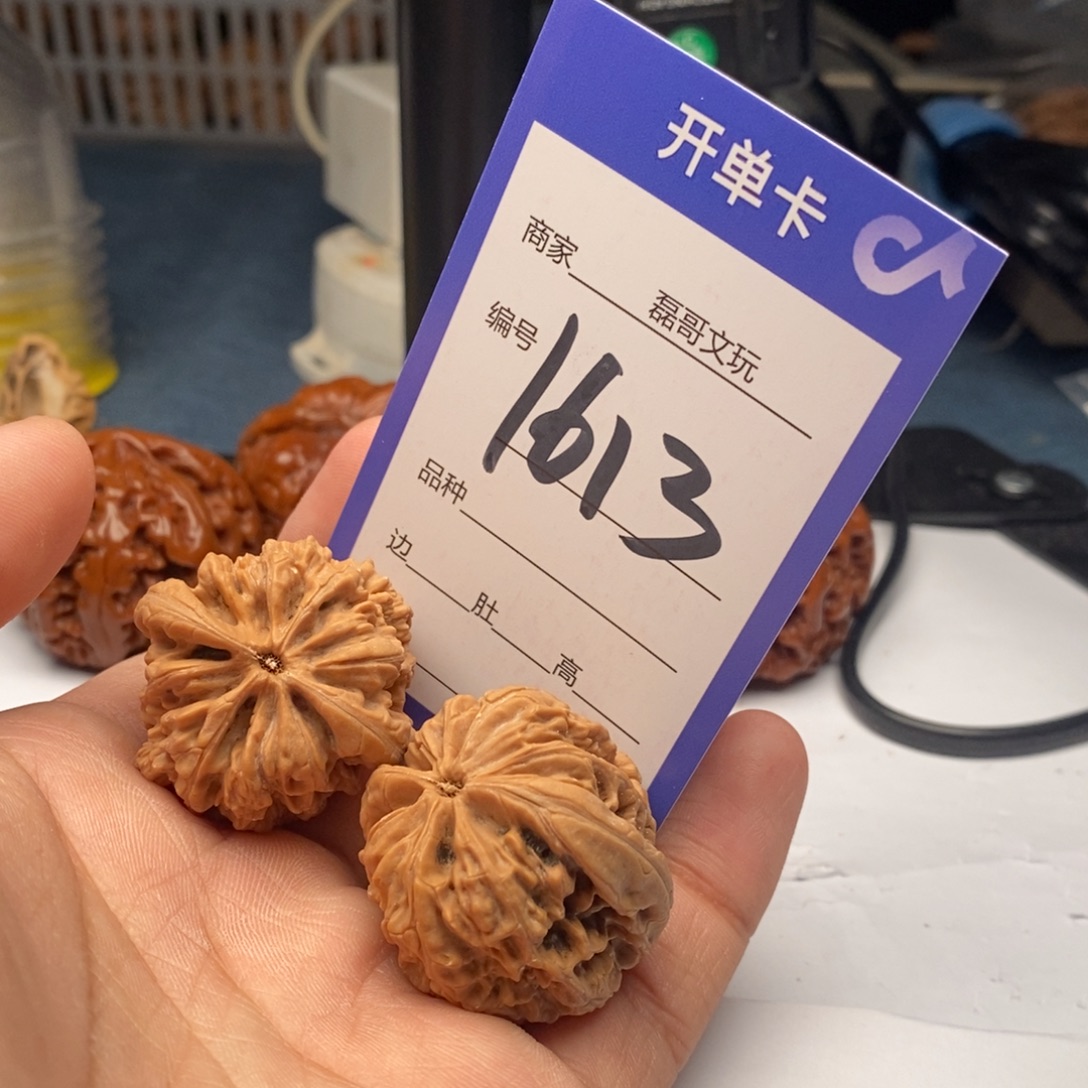 开单卡
商家 磊哥文玩
编号 1613
品种
边 肚 高